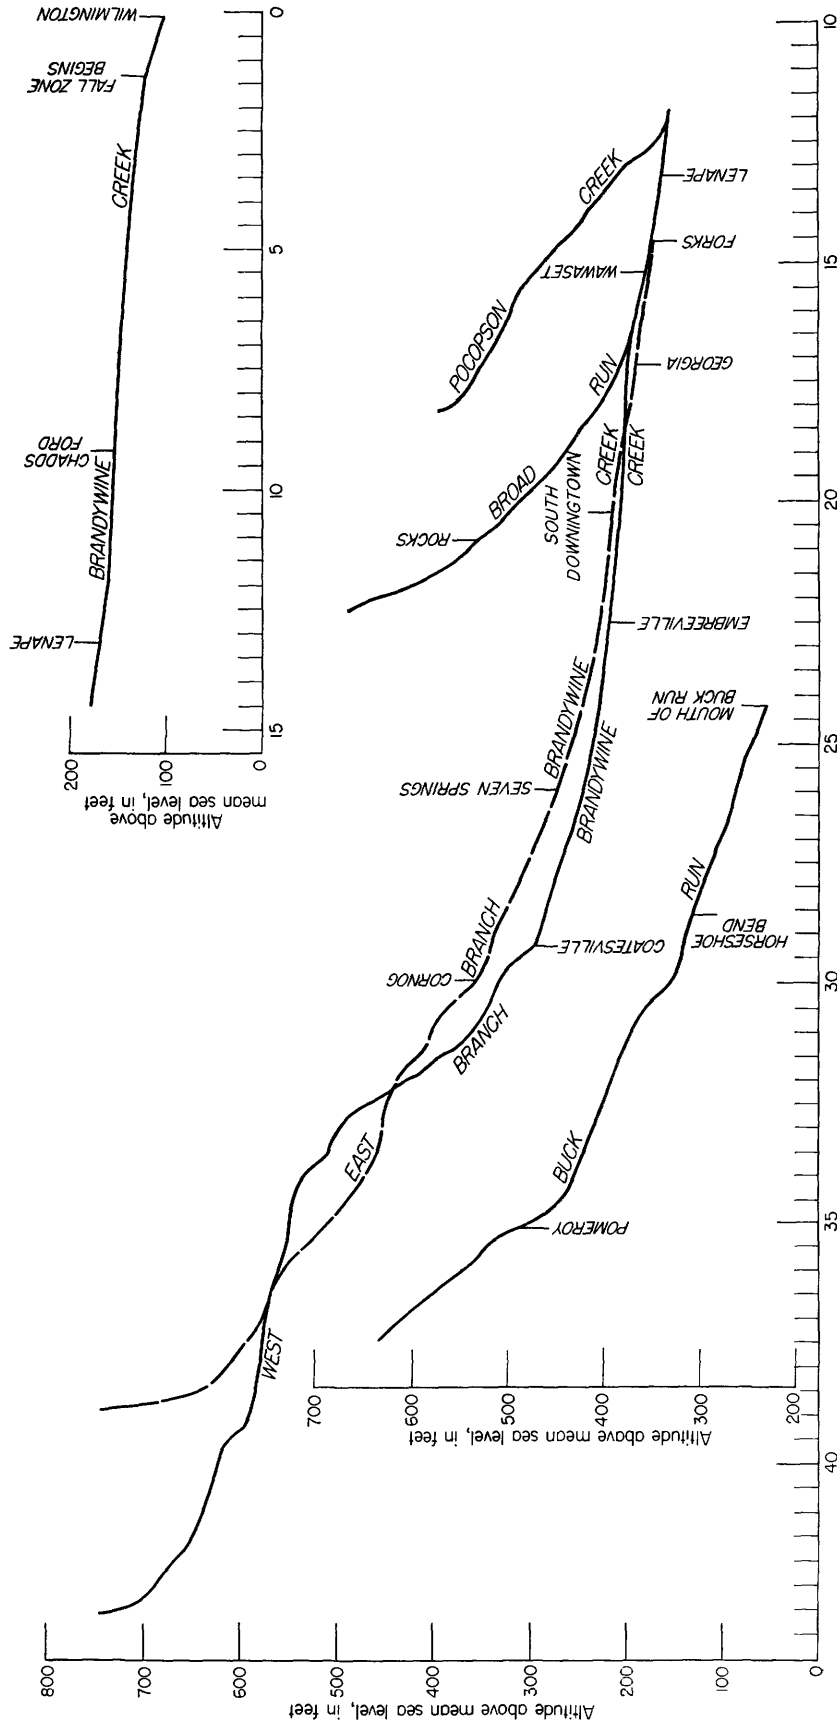 Altitude above
mean sea level, in feet
200
100
0
15
10
5
0
LENAPE
BRANDYWINE
CHADDS
FORD
CREEK
FALL ZONE
BEGINS
WILMINGTON
Altitude above mean sea level, in feet
800
700
600
500
400
300
200
100
0
40
35
30
25
20
15
10
WEST
BRANCH
BRANDYWINE
CREEK
EAST
BRANCH
BRANDYWINE
CREEK
CORNOG
COATESVILLE
SEVEN SPRINGS
EMBREEVILLE
SOUTH
DOWNINGTOWN
GEORGIA
WAWASET
FORKS
LENAPE
ROCKS
BROAD
RUN
POCOPSON
CREEK
Altitude above mean sea level, in feet
700
600
500
400
300
200
POMEROY
BUCK
RUN
HORSESHOE
BEND
MOUTH OF
BUCK RUN